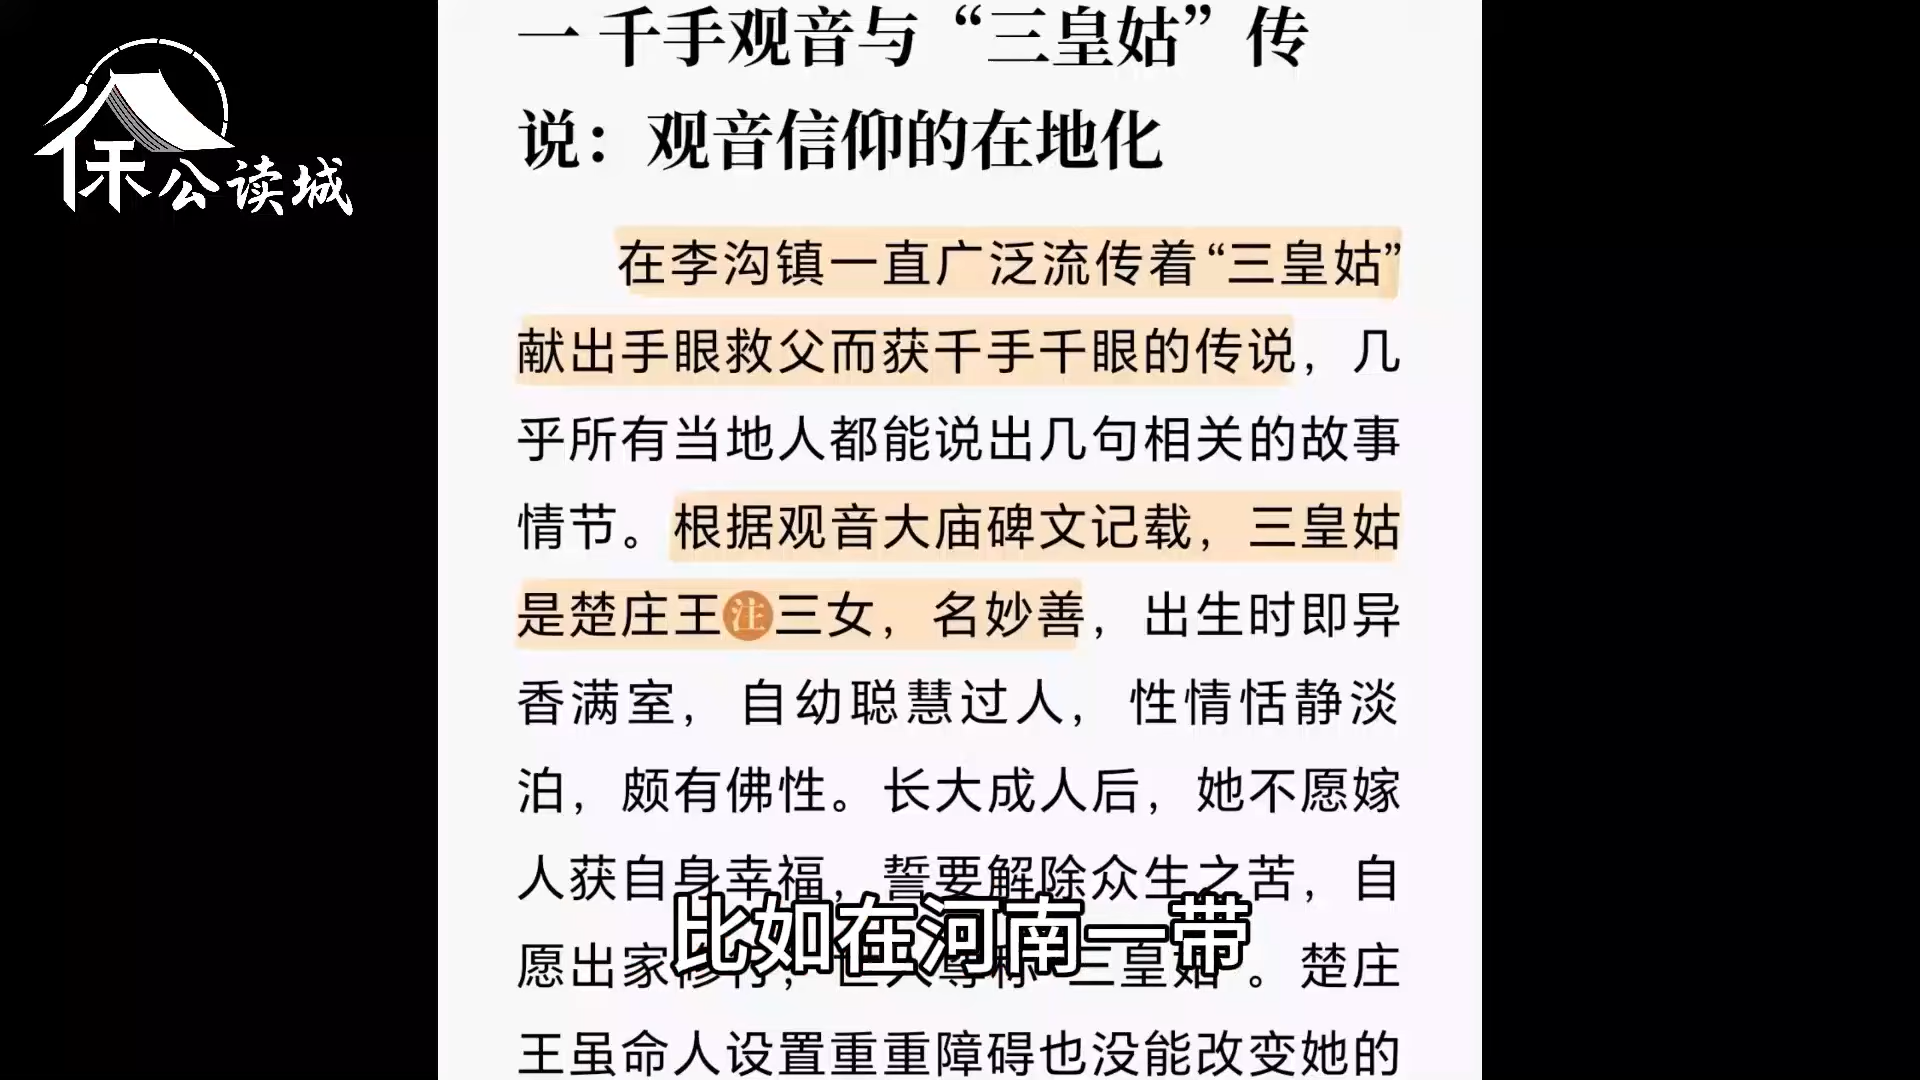 保公读城
一 千手观音与“三皇姑”传
说：观音信仰的在地化
在李沟镇一直广泛流传着“三皇姑”
献出手眼救父而获千手千眼的传说，几
乎所有当地人都能说出几句相关的故事
情节。根据观音大庙碑文记载，三皇姑
是楚庄王注三女，名妙善，出生时即异
香满室，自幼聪慧过人，性情恬静淡
泊，颇有佛性。长大成人后，她不愿嫁
人获自身幸福，誓要解除众生之苦，自
愿出家修行，世人尊称“三皇姑”。楚庄
比如在河南一带
王虽命人设置重重障碍也没能改变她的